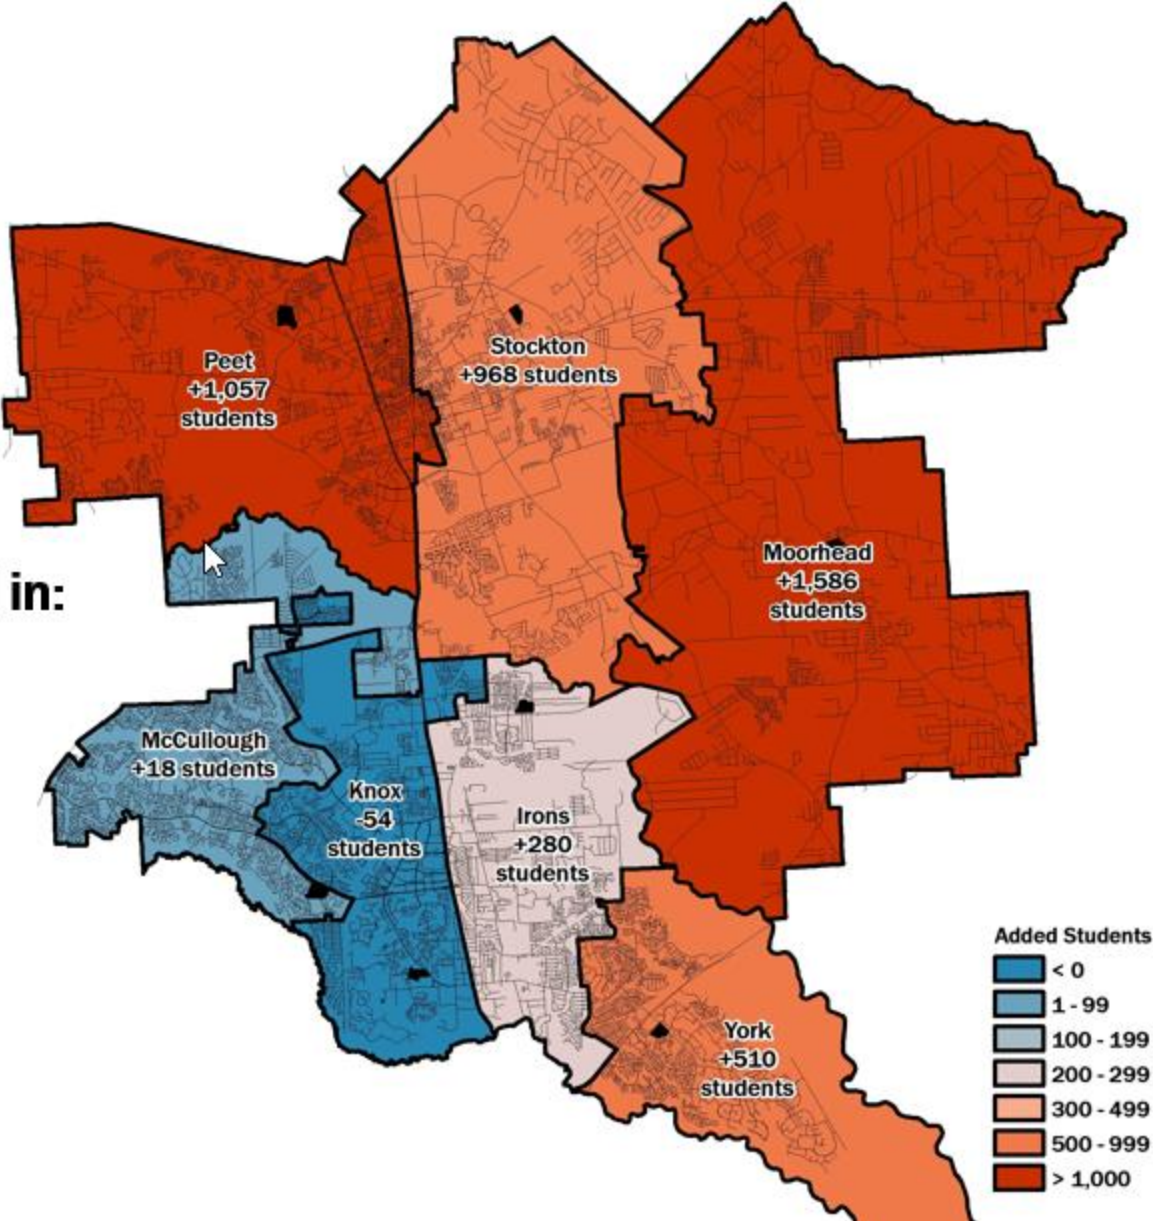 Stockton
+968 students
Peet
+1,057
students
Moorhead
+1,586
students
in:
McCullough
+18 students
Knox
-54
students
Irons
+280
students
York
+510
students
Added Students
< 0
1 - 99
100 - 199
200 - 299
300 - 499
500 - 999
> 1,000